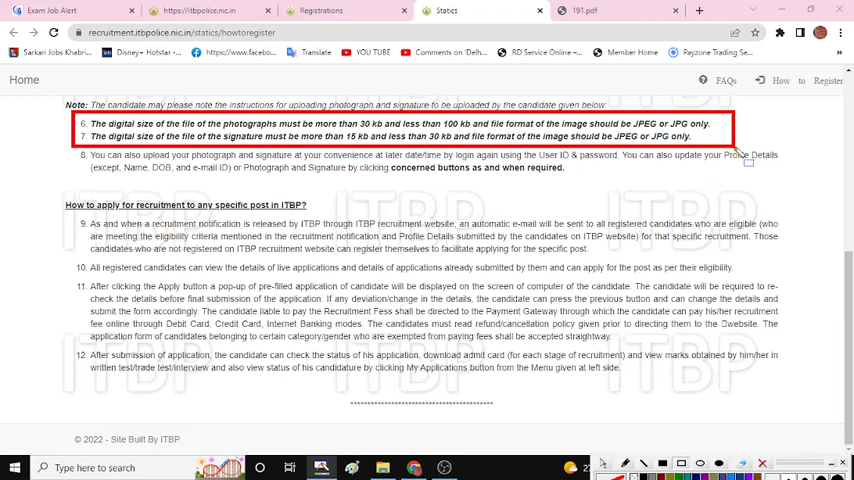 Exam Job Alert
https://itbpolice.nic.in
Registrations
Statics
191.pdf
recruitment.itbpolice.nic.in/statics/howtoregister
Sarkari Jobs Khabri...
Disney+ Hotstar -...
https://www.facebo...
Translate
YOU TUBE
Comments on 'Delh...
RD Service Online...
Member Home
Payzone Trading Se...
Home
FAQs
How to Register
Note: The candidate may please note the instructions for uploading photograph and signature to be uploaded by the candidate given below:
6. The digital size of the file of the photographs must be more than 30 kb and less than 100 kb and file format of the image should be JPEG or JPG only.
7. The digital size of the file of the signature must be more than 15 kb and less than 30 kb and file format of the image should be JPEG or JPG only.
8. You can also upload your photograph and signature at your convenience at later date/time by login again using the User ID & password. You can also update your Profile Details
(except, Name, DOB, and e-mail ID) or Photograph and Signature by clicking concerned buttons as and when required.
How to apply for recruitment to any specific post in ITBP?
9. As and when a recruitment notification is released by ITBP through ITBP recruitment website, an automatic e-mail will be sent to all registered candidates who are eligible (who
are meeting the eligibility criteria mentioned in the recruitment notification and Profile Details submitted by the candidates on ITBP website) for that specific recruitment. Those
candidates who are not registered on ITBP recruitment website can register themselves to facilitate applying for the specific post.
10. All registered candidates can view the details of live applications and details of applications already submitted by them and can apply for the post as per their eligibility.
11. After clicking the Apply button a pop-up of pre-filled application of candidate will be displayed on the screen of computer of the candidate. The candidate will be required to re-
check the details before final submission of the application. If any deviation/change in the details, the candidate can press the previous button and can change the details and
submit the form accordingly. The candidate liable to pay the Recruitment Fess shall be directed to the Payment Gateway through which the candidate can pay his/her recruitment
fee online through Debit Card, Credit Card, Internet Banking modes. The candidates must read refund/cancellation policy given prior to directing them to the website. The
application form of candidates belonging to certain category/gender who are exempted from paying fees shall be accepted straightway.
12. After submission of application, the candidate can check the status of his application, download admit card (for each stage of recruitment) and view marks obtained by him/her in
written test/trade test/interview and also view status of his candidature by clicking My Applications button from the Menu given at left side.
ITBP ITBP ITBP
ITBP ITBP ITBP
© 2022 - Site Built By ITBP
Type here to search